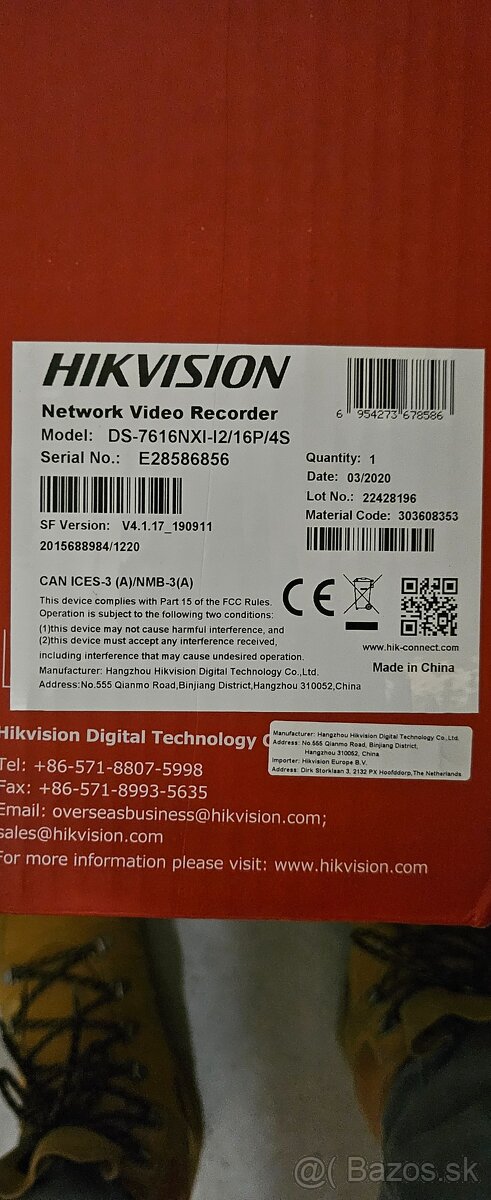 HIKVISION
6 954273 678586
Network Video Recorder
Model: DS-7616NXI-I2/16P/4S
Serial No.: E28586856
Quantity: 1
Date: 03/2020
Lot No.: 22428196
Material Code: 303608353
SF Version: V4.1.17_190911
2015688984/1220
CAN ICES-3 (A)/NMB-3(A)
This device complies with Part 15 of the FCC Rules.
Operation is subject to the following two conditions:
(1)this device may not cause harmful interference, and
(2)this device must accept any interference received,
including interference that may cause undesired operation.
CE
www.hik-connect.com
Made in China
Manufacturer: Hangzhou Hikvision Digital Technology Co.,Ltd.
Address:No.555 Qianmo Road,Binjiang District,Hangzhou 310052,China
Hikvision Digital Technology C
Manufacturer: Hangzhou Hikvision Digital Technology Co.,Ltd.
Address: No.555 Qianmo Road, Binjiang District,
Hangzhou 310052, China
Importer: Hikvision Europe B.V.
Address: Dirk Storklaan 3, 2132 PX Hoofddorp,The Netherlands
Tel: +86-571-8807-5998
Fax: +86-571-8993-5635
Email: overseasbusiness@hikvision.com;
sales@hikvision.com
For more information please visit: www.hikvision.com
@( Bazos.sk